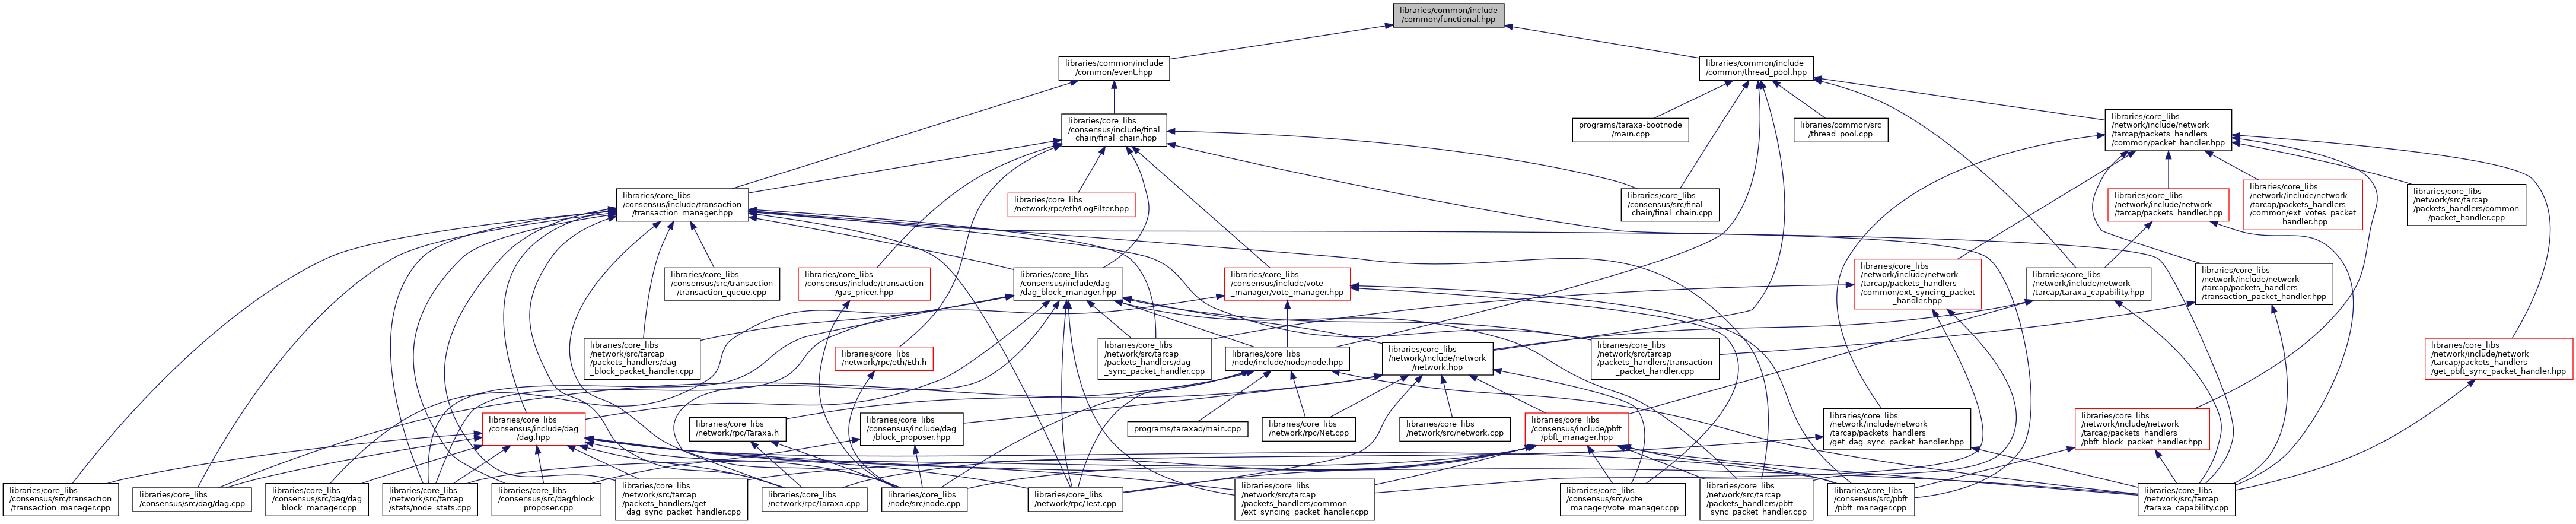 libraries/common/include
/common/functional.hpp
libraries/common/include
/common/event.hpp
libraries/common/include
/common/thread_pool.hpp
libraries/core_libs
/consensus/include/final
_chain/final_chain.hpp
programs/taraxa-bootnode
/main.cpp
libraries/common/src
/thread_pool.cpp
libraries/core_libs
/network/include/network
/tarcap/packets_handlers
/common/packet_handler.hpp
libraries/core_libs
/consensus/include/transaction
/transaction_manager.hpp
libraries/core_libs
/network/rpc/eth/LogFilter.hpp
libraries/core_libs
/consensus/src/final
_chain/final_chain.cpp
libraries/core_libs
/network/include/network
/tarcap/packets_handler.hpp
libraries/core_libs
/network/include/network
/tarcap/packets_handlers
/common/ext_votes_packet
_handler.hpp
libraries/core_libs
/network/src/tarcap
/packets_handlers/common
/packet_handler.cpp
libraries/core_libs
/consensus/src/transaction
/transaction_queue.cpp
libraries/core_libs
/consensus/include/transaction
/gas_pricer.hpp
libraries/core_libs
/consensus/include/dag
/dag_block_manager.hpp
libraries/core_libs
/consensus/include/vote
_manager/vote_manager.hpp
libraries/core_libs
/network/include/network
/tarcap/packets_handlers
/common/ext_syncing_packet
_handler.hpp
libraries/core_libs
/network/include/network
/tarcap/taraxa_capability.hpp
libraries/core_libs
/network/include/network
/tarcap/packets_handlers
/transaction_packet_handler.hpp
libraries/core_libs
/network/src/tarcap
/packets_handlers/dag
_block_packet_handler.cpp
libraries/core_libs
/network/rpc/eth/Eth.h
libraries/core_libs
/network/src/tarcap
/packets_handlers/dag
_sync_packet_handler.cpp
libraries/core_libs
/node/include/node/node.hpp
libraries/core_libs
/network/include/network
/network.hpp
libraries/core_libs
/network/src/tarcap
/packets_handlers/transaction
_packet_handler.cpp
libraries/core_libs
/network/include/network
/tarcap/packets_handlers
/get_pbft_sync_packet_handler.hpp
libraries/core_libs
/consensus/include/dag
/dag.hpp
libraries/core_libs
/network/rpc/Taraxa.h
libraries/core_libs
/consensus/include/dag
/block_proposer.hpp
programs/taraxad/main.cpp
libraries/core_libs
/network/rpc/Net.cpp
libraries/core_libs
/network/src/network.cpp
libraries/core_libs
/consensus/include/pbft
/pbft_manager.hpp
libraries/core_libs
/network/include/network
/tarcap/packets_handlers
/get_dag_sync_packet_handler.hpp
libraries/core_libs
/network/include/network
/tarcap/packets_handlers
/pbft_block_packet_handler.hpp
libraries/core_libs
/consensus/src/transaction
/transaction_manager.cpp
libraries/core_libs
/consensus/src/dag/dag.cpp
libraries/core_libs
/consensus/src/dag/dag
_block_manager.cpp
libraries/core_libs
/network/src/tarcap
/stats/node_stats.cpp
libraries/core_libs
/consensus/src/dag/block
_proposer.cpp
libraries/core_libs
/network/src/tarcap
/packets_handlers/get
_dag_sync_packet_handler.cpp
libraries/core_libs
/network/rpc/Taraxa.cpp
libraries/core_libs
/node/src/node.cpp
libraries/core_libs
/network/rpc/Test.cpp
libraries/core_libs
/network/src/tarcap
/packets_handlers/common
/ext_syncing_packet_handler.cpp
libraries/core_libs
/consensus/src/vote
_manager/vote_manager.cpp
libraries/core_libs
/network/src/tarcap
/packets_handlers/pbft
_sync_packet_handler.cpp
libraries/core_libs
/consensus/src/pbft
/pbft_manager.cpp
libraries/core_libs
/network/src/tarcap
/taraxa_capability.cpp